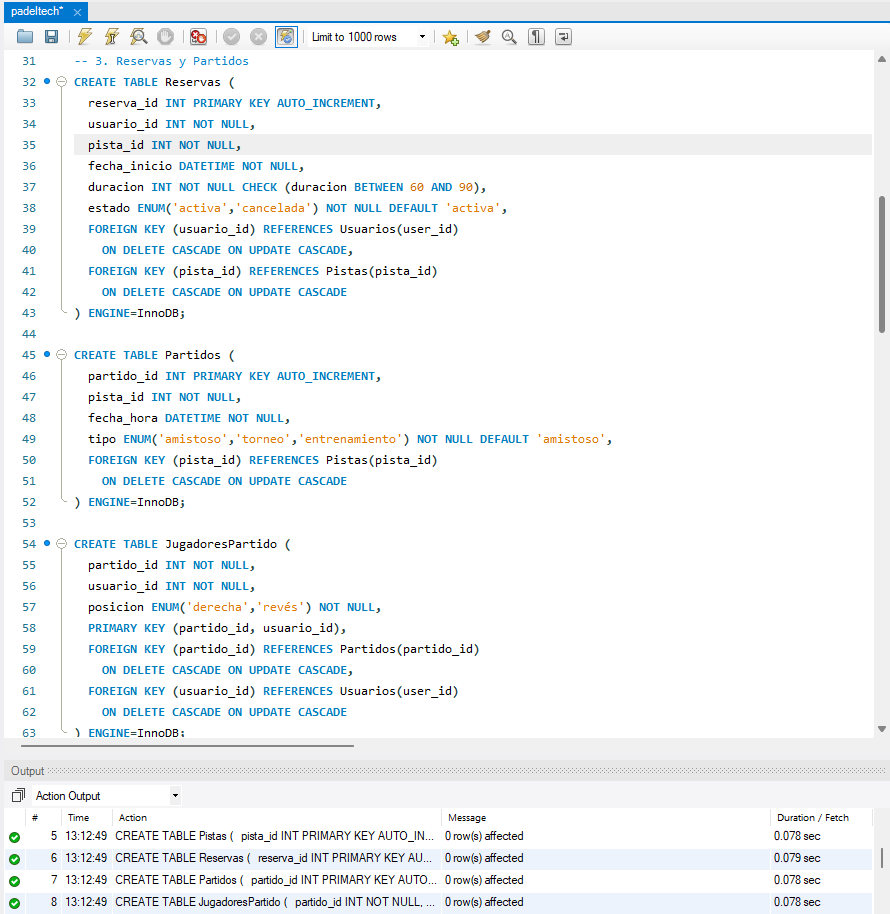 padeltech*
Limit to 1000 rows
31 -- 3. Reservas y Partidos
32 CREATE TABLE Reservas (
33 reserva_id INT PRIMARY KEY AUTO_INCREMENT,
34 usuario_id INT NOT NULL,
35 pista_id INT NOT NULL,
36 fecha_inicio DATETIME NOT NULL,
37 duracion INT NOT NULL CHECK (duracion BETWEEN 60 AND 90),
38 estado ENUM('activa','cancelada') NOT NULL DEFAULT 'activa',
39 FOREIGN KEY (usuario_id) REFERENCES Usuarios(user_id)
40 ON DELETE CASCADE ON UPDATE CASCADE,
41 FOREIGN KEY (pista_id) REFERENCES Pistas(pista_id)
42 ON DELETE CASCADE ON UPDATE CASCADE
43 ) ENGINE=InnoDB;
44
45 CREATE TABLE Partidos (
46 partido_id INT PRIMARY KEY AUTO_INCREMENT,
47 pista_id INT NOT NULL,
48 fecha_hora DATETIME NOT NULL,
49 tipo ENUM('amistoso','torneo','entrenamiento') NOT NULL DEFAULT 'amistoso',
50 FOREIGN KEY (pista_id) REFERENCES Pistas(pista_id)
51 ON DELETE CASCADE ON UPDATE CASCADE
52 ) ENGINE=InnoDB;
53
54 CREATE TABLE JugadoresPartido (
55 partido_id INT NOT NULL,
56 usuario_id INT NOT NULL,
57 posicion ENUM('derecha','revés') NOT NULL,
58 PRIMARY KEY (partido_id, usuario_id),
59 FOREIGN KEY (partido_id) REFERENCES Partidos(partido_id)
60 ON DELETE CASCADE ON UPDATE CASCADE,
61 FOREIGN KEY (usuario_id) REFERENCES Usuarios(user_id)
62 ON DELETE CASCADE ON UPDATE CASCADE
63 ) ENGINE=InnoDB;
Output
Action Output
# Time Action Message Duration / Fetch
5 13:12:49 CREATE TABLE Pistas ( pista_id INT PRIMARY KEY AUTO_IN... 0 row(s) affected 0.078 sec
6 13:12:49 CREATE TABLE Reservas ( reserva_id INT PRIMARY KEY AU... 0 row(s) affected 0.079 sec
7 13:12:49 CREATE TABLE Partidos ( partido_id INT PRIMARY KEY AUTO... 0 row(s) affected 0.078 sec
8 13:12:49 CREATE TABLE JugadoresPartido ( partido_id INT NOT NULL, ... 0 row(s) affected 0.078 sec